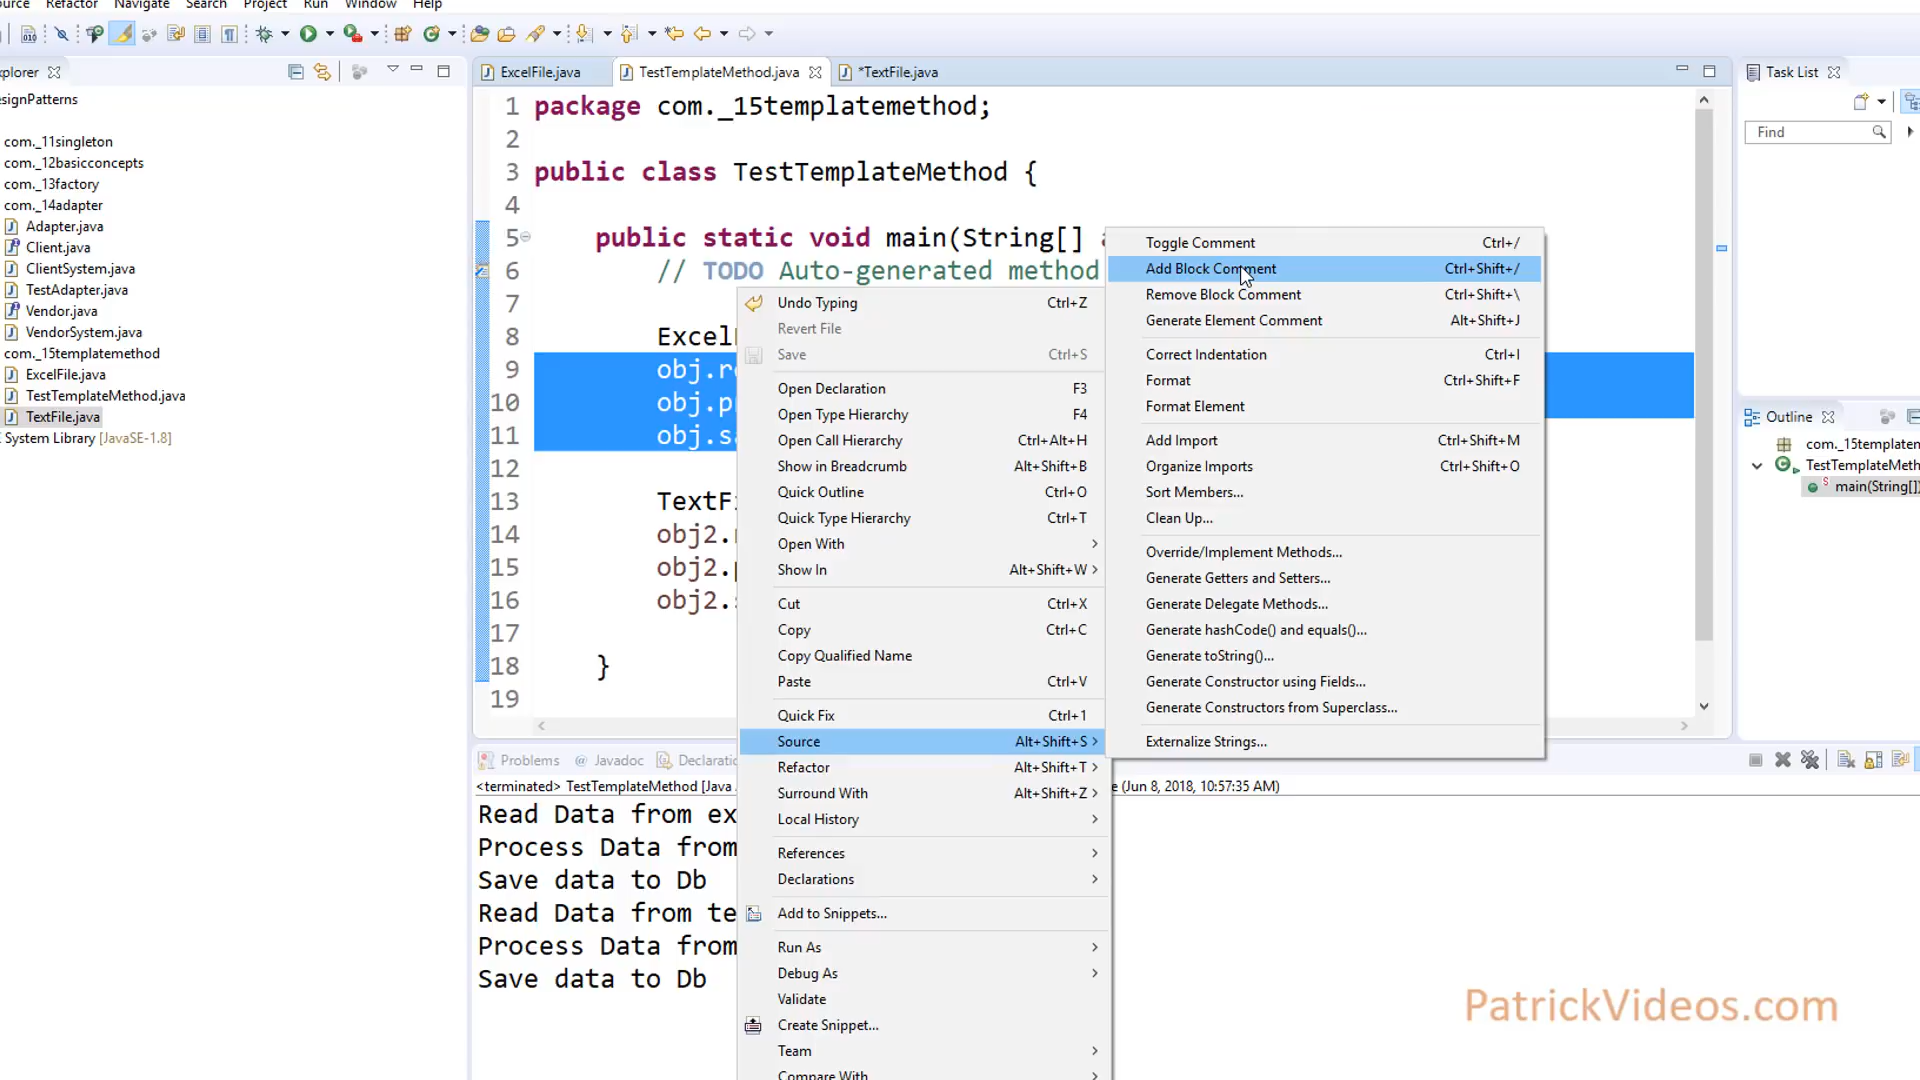 ource Refactor Navigate Search Project Run Window Help
plorer
ExcelFile.java
TestTemplateMethod.java
*TextFile.java
Task List
Find
esignPatterns
com._11singleton
com._12basicconcepts
com._13factory
com._14adapter
Adapter.java
Client.java
ClientSystem.java
TestAdapter.java
Vendor.java
VendorSystem.java
com._15templatemethod
ExcelFile.java
TestTemplateMethod.java
TextFile.java
System Library [JavaSE-1.8]
1 package com._15templatemethod;
2
3 public class TestTemplateMethod {
4
5 public static void main(String[] a
6 // TODO Auto-generated method
7
8 Excel
9 obj.re
10 obj.p
11 obj.sa
12
13 TextF
14 obj2.
15 obj2.p
16 obj2.s
17
18 }
19
Undo Typing Ctrl+Z
Revert File
Save Ctrl+S
Open Declaration F3
Open Type Hierarchy F4
Open Call Hierarchy Ctrl+Alt+H
Show in Breadcrumb Alt+Shift+B
Quick Outline Ctrl+O
Quick Type Hierarchy Ctrl+T
Open With
Show In Alt+Shift+W
Cut Ctrl+X
Copy Ctrl+C
Copy Qualified Name
Paste Ctrl+V
Quick Fix Ctrl+1
Source Alt+Shift+S
Refactor Alt+Shift+T
Surround With Alt+Shift+Z
Local History
References
Declarations
Add to Snippets...
Run As
Debug As
Validate
Create Snippet...
Team
Compare With
Toggle Comment Ctrl+/
Add Block Comment Ctrl+Shift+/
Remove Block Comment Ctrl+Shift+\
Generate Element Comment Alt+Shift+J
Correct Indentation Ctrl+I
Format Ctrl+Shift+F
Format Element
Add Import Ctrl+Shift+M
Organize Imports Ctrl+Shift+O
Sort Members...
Clean Up...
Override/Implement Methods...
Generate Getters and Setters...
Generate Delegate Methods...
Generate hashCode() and equals()...
Generate toString()...
Generate Constructor using Fields...
Generate Constructors from Superclass...
Externalize Strings...
Outline
com._15templatem
TestTemplateMeth
main(String[])
Problems @ Javadoc Declaratio
<terminated> TestTemplateMethod [Java e (Jun 8, 2018, 10:57:35 AM)
Read Data from ex
Process Data from
Save data to Db
Read Data from te
Process Data from
Save data to Db
PatrickVideos.com